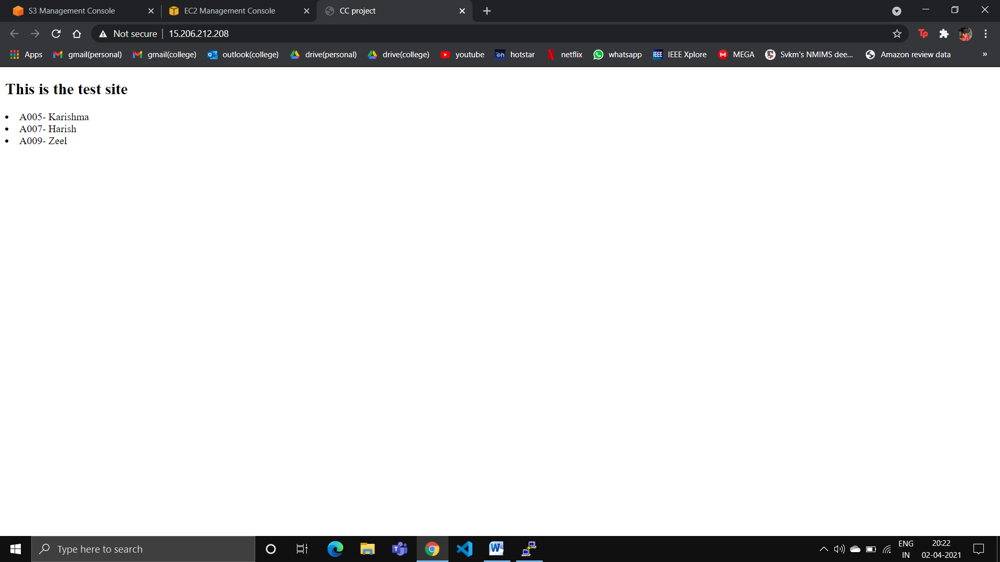 S3 Management Console
EC2 Management Console
CC project
Not secure
15.206.212.208
Tp
Apps
gmail(personal)
gmail(college)
outlook(college)
drive(personal)
drive(college)
youtube
hotstar
netflix
whatsapp
IEEE IEEE Xplore
M MEGA
Svkm's NMIMS dee...
Amazon review data
»
This is the test site
• A005- Karishma
• A007- Harish
• A009- Zeel
Type here to search
ENG
IN
20:22
02-04-2021